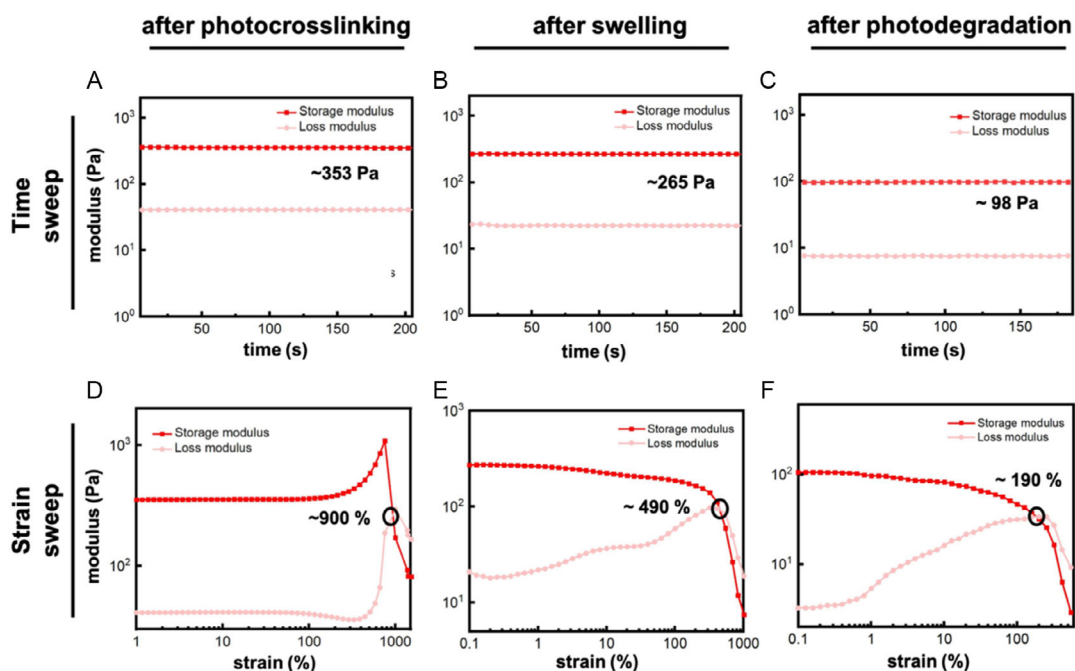 after photocrosslinking
after swelling
after photodegradation
Time
sweep
A
modulus (Pa)
10³
10²
10¹
10⁰
Storage modulus
Loss modulus
~353 Pa
s
50
100
150
200
time (s)
B
10³
10²
10¹
10⁰
Storage modulus
Loss modulus
~265 Pa
50
100
150
200
time (s)
C
10³
10²
10¹
10⁰
Storage modulus
Loss modulus
~ 98 Pa
50
100
150
time (s)
Strain
sweep
D
modulus (Pa)
10³
10²
Storage modulus
Loss modulus
~900 %
1
10
100
1000
strain (%)
E
10³
10²
10¹
Storage modulus
Loss modulus
~ 490 %
0.1
1
10
100
1000
strain (%)
F
10²
10¹
Storage modulus
Loss modulus
~ 190 %
0.1
1
10
100
strain (%)